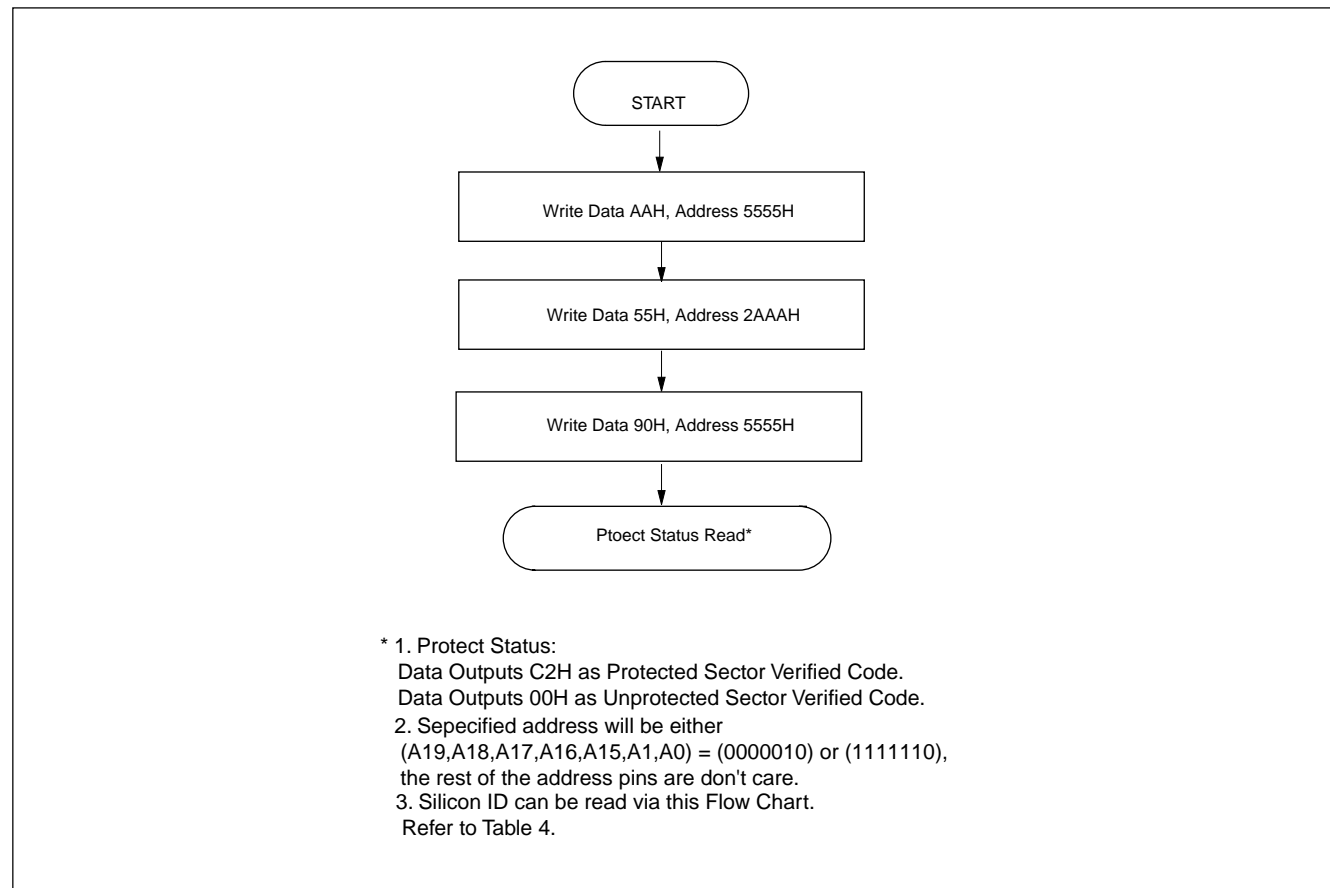 START
Write Data AAH, Address 5555H
Write Data 55H, Address 2AAAH
Write Data 90H, Address 5555H
Ptoect Status Read*
* 1. Protect Status:
Data Outputs C2H as Protected Sector Verified Code.
Data Outputs 00H as Unprotected Sector Verified Code.
2. Sepecified address will be either
(A19,A18,A17,A16,A15,A1,A0) = (0000010) or (1111110),
the rest of the address pins are don't care.
3. Silicon ID can be read via this Flow Chart.
Refer to Table 4.